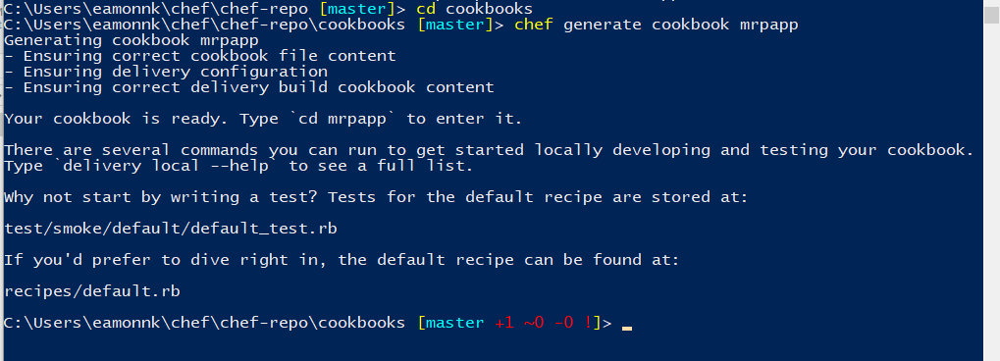 C:\Users\eamonnk\chef\chef-repo [master]> cd cookbooks
C:\Users\eamonnk\chef\chef-repo\cookbooks [master]> chef generate cookbook mrpapp
Generating cookbook mrpapp
- Ensuring correct cookbook file content
- Ensuring delivery configuration
- Ensuring correct delivery build cookbook content
Your cookbook is ready. Type `cd mrpapp` to enter it.
There are several commands you can run to get started locally developing and testing your cookbook.
Type `delivery local --help` to see a full list.
Why not start by writing a test? Tests for the default recipe are stored at:
test/smoke/default/default_test.rb
If you'd prefer to dive right in, the default recipe can be found at:
recipes/default.rb
C:\Users\eamonnk\chef\chef-repo\cookbooks [master +1 ~0 -0 !]>